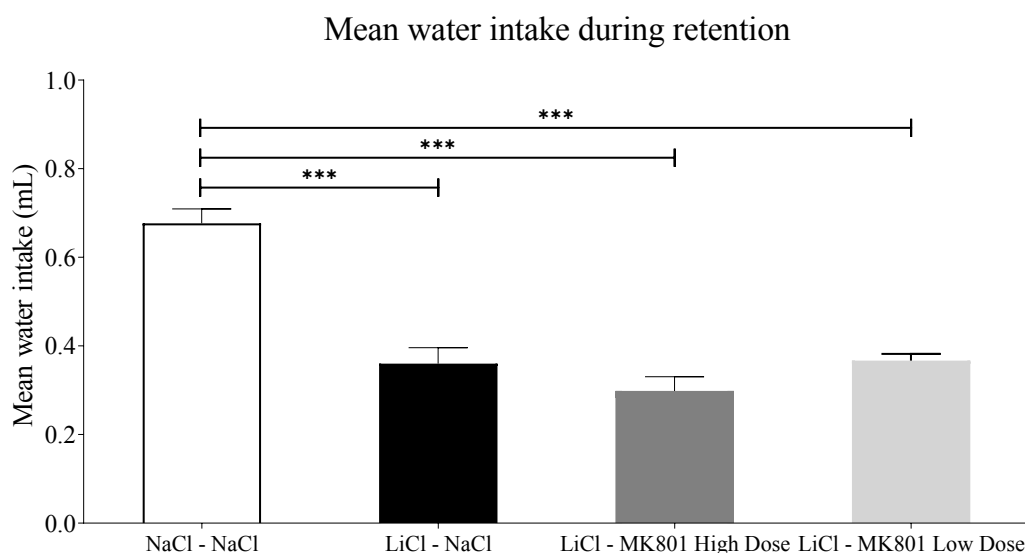 Mean water intake during retention
Mean water intake (mL)
1.0
0.8
0.6
0.4
0.2
0.0
***
***
***
NaCl - NaCl
LiCl - NaCl
LiCl - MK801 High Dose
LiCl - MK801 Low Dose